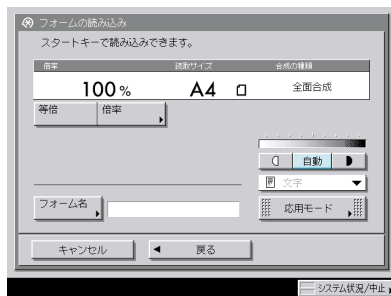 フォームの読み込み
スタートキーで読み込みできます。
倍率 読取サイズ 合成の種類
100% A4 全面合成
等倍 倍率
自動
文字
フォーム名 応用モード
キャンセル 戻る
システム状況/中止